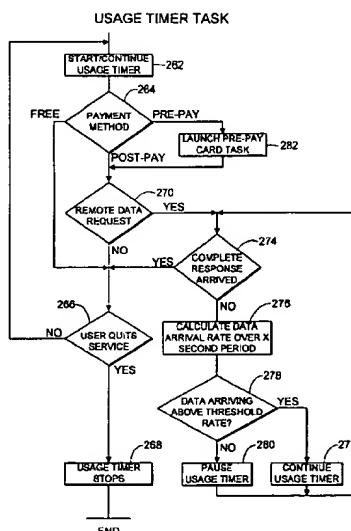 USAGE TIMER TASK
START/CONTINUE
USAGE TIMER
262
264
FREE
PAYMENT
METHOD
PRE-PAY
LAUNCH PRE-PAY
CARD TASK
282
POST-PAY
270
REMOTE DATA
REQUEST
YES
274
NO
YES
COMPLETE
RESPONSE
ARRIVED
NO
276
266
CALCULATE DATA
ARRIVAL RATE OVER X
SECOND PERIOD
NO
USER QUITS
SERVICE
YES
278
DATA ARRIVING
ABOVE THRESHOLD
RATE?
YES
NO
268
280
USAGE TIMER
STOPS
PAUSE
USAGE TIMER
CONTINUE
USAGE TIMER
END